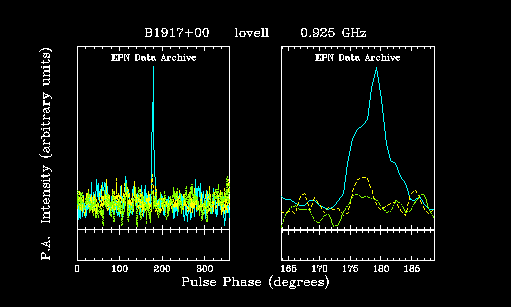 B1917+00 lovell 0.925 GHz
EPN Data Archive EPN Data Archive
P.A. Intensity (arbitrary units)
0 100 200 300 165 170 175 180 185
Pulse Phase (degrees)